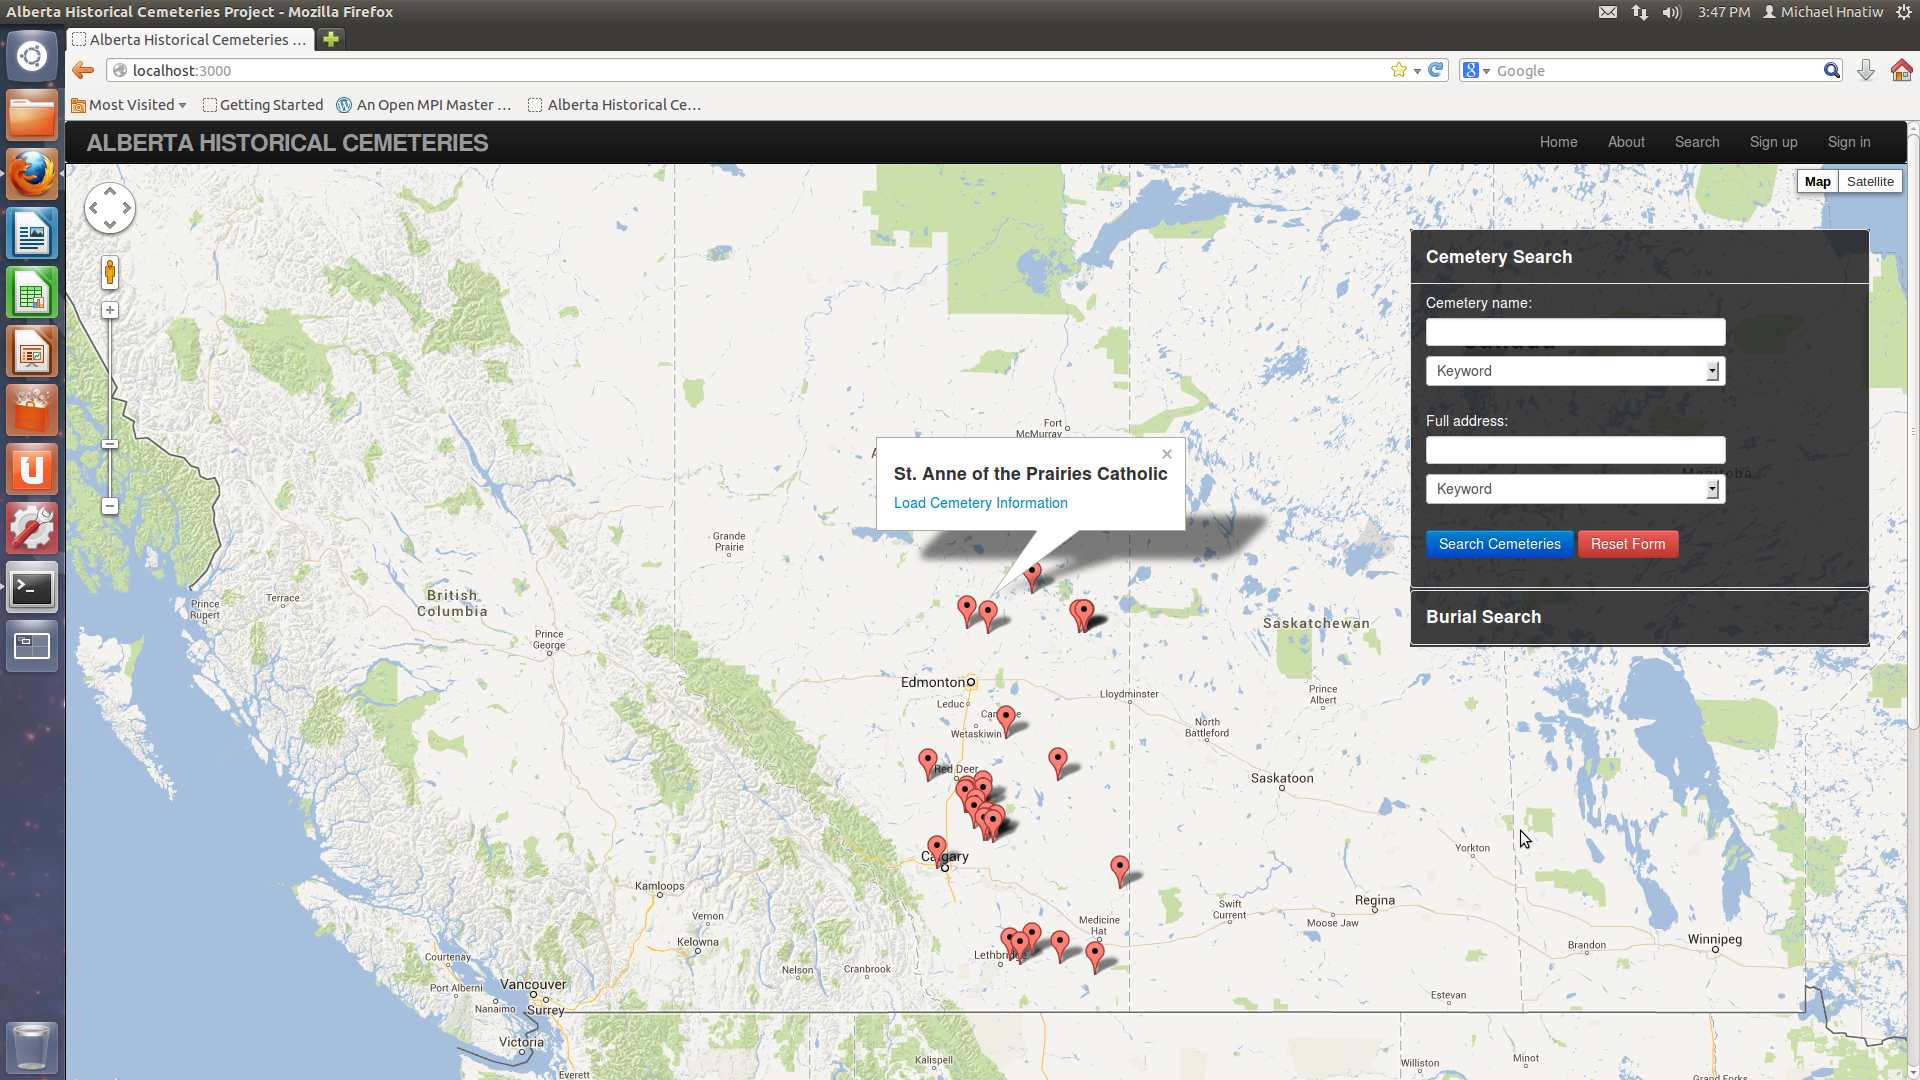 Alberta Historical Cemeteries Project - Mozilla Firefox
3:47 PM Michael Hnatiw
Alberta Historical Cemeteries ...
localhost:3000
Google
Most Visited Getting Started An Open MPI Master ... Alberta Historical Ce...
ALBERTA HISTORICAL CEMETERIES
Home About Search Sign up Sign in
Map Satellite
Cemetery Search
Cemetery name:
Keyword
Full address:
Keyword
Search Cemeteries Reset Form
Burial Search
Fort
McMurray
St. Anne of the Prairies Catholic
Load Cemetery Information
Grande
Prairie
British
Columbia
Terrace
Prince
Rupert
Prince
George
Saskatchewan
Edmonton
Leduc
Wetaskiwin
Lloydminster
Prince
Albert
North
Battleford
Red Deer
Saskatoon
Calgary
Yorkton
Kamloops
Vernon
Kelowna
Swift
Current
Regina
Moose Jaw
Medicine
Hat
Lethbridge
Brandon
Winnipeg
Courtenay
Nelson
Cranbrook
Port Alberni
Vancouver
Nanaimo
Surrey
Estevan
Victoria
Kalispell
Everett
Williston
Minot
Grand Forks